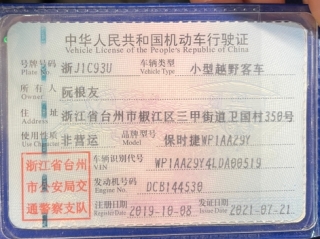 中华人民共和国机动车行驶证
Vehicle License of the People's Republic of China
号牌号码 浙J1C93U 车辆类型 小型越野客车
Plate No. Vehicle Type
所有人 阮根友
Owner
住址 浙江省台州市椒江区三甲街道卫国村350号
Address
使用性质 非营运 品牌型号 保时捷WP1AA29Y
Use Character Model
浙江省台州市公安局交通警察支队
车辆识别代号 WP1AA29Y4LDA00519
VIN
发动机号码 DCB144530
Engine No.
注册日期 2019-10-08 发证日期 2021-07-21
Register Date Issue Date